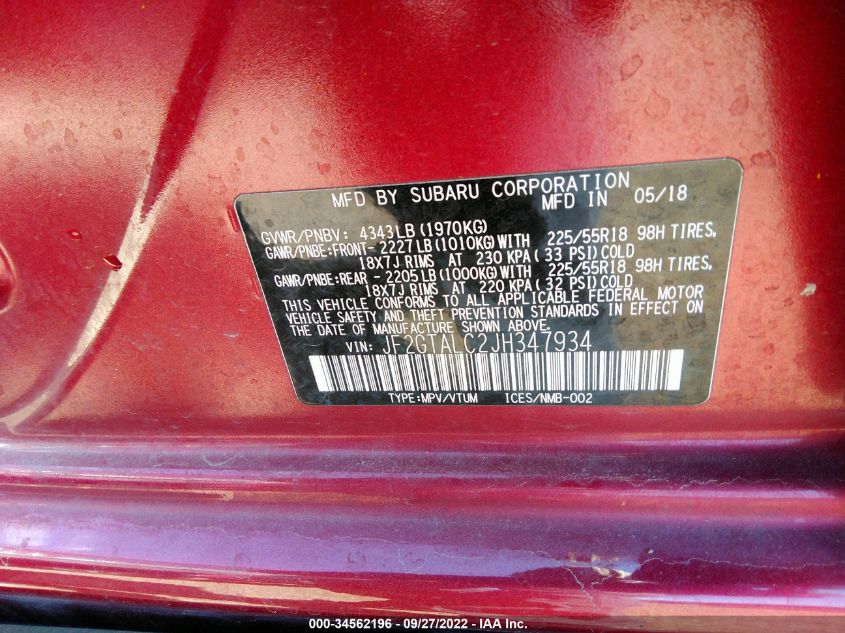 MFD BY SUBARU CORPORATION
MFD IN 05/18
GVWR/PNBV: 4343LB (1970KG)
GAWR/PNBE:FRONT- 2227LB (1010KG) WITH 225/55R18 98H TIRES,
18X7J RIMS AT 230 KPA ( 33 PSI) COLD
GAWR/PNBE:REAR - 2205LB (1000KG) WITH 225/55R18 98H TIRES,
18X7J RIMS AT 220 KPA ( 32 PSI) COLD
THIS VEHICLE CONFORMS TO ALL APPLICABLE FEDERAL MOTOR
VEHICLE SAFETY AND THEFT PREVENTION STANDARDS IN EFFECT ON
THE DATE OF MANUFACTURE SHOWN ABOVE.
VIN: JF2GTALC2JH347934
TYPE:MPV/VTUM ICES/NMB-002
000-34562196 - 09/27/2022 - IAA Inc.